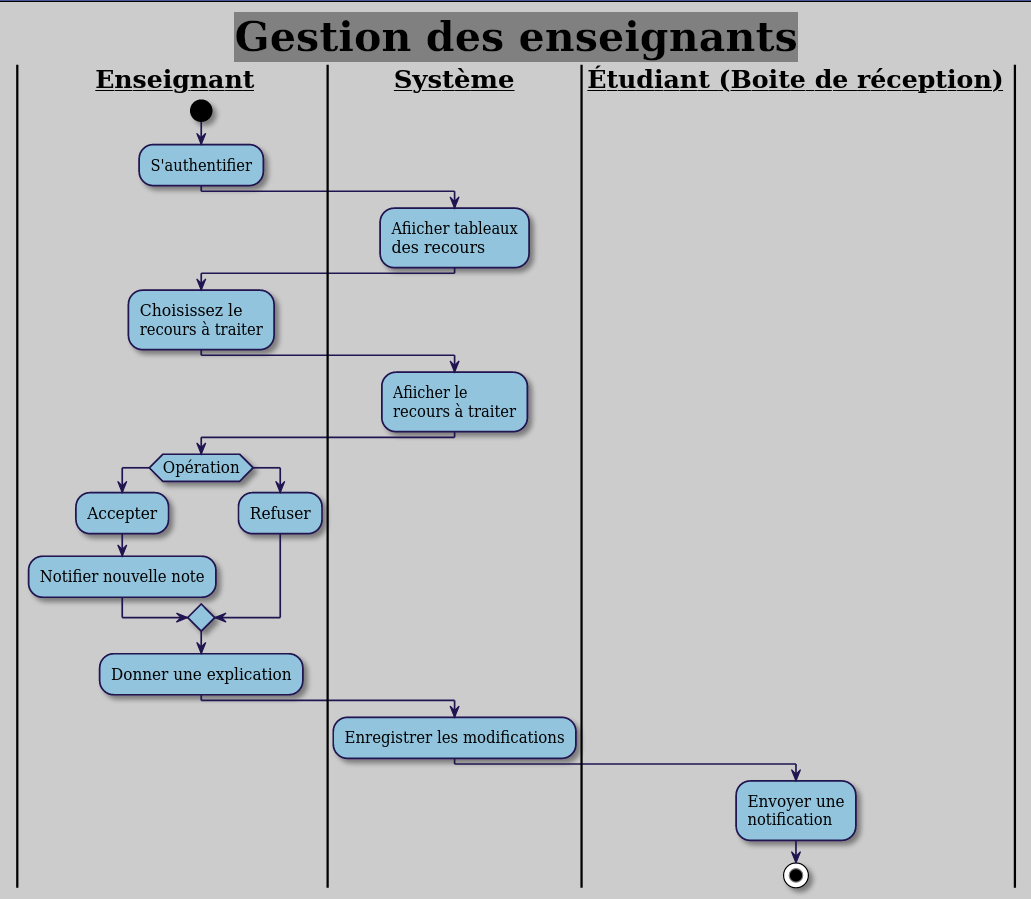 Gestion des enseignants
Enseignant
Système
Étudiant (Boite de réception)
S'authentifier
Afiicher tableaux
des recours
Choisissez le
recours à traiter
Afiicher le
recours à traiter
Opération
Accepter
Refuser
Notifier nouvelle note
Donner une explication
Enregistrer les modifications
Envoyer une
notification